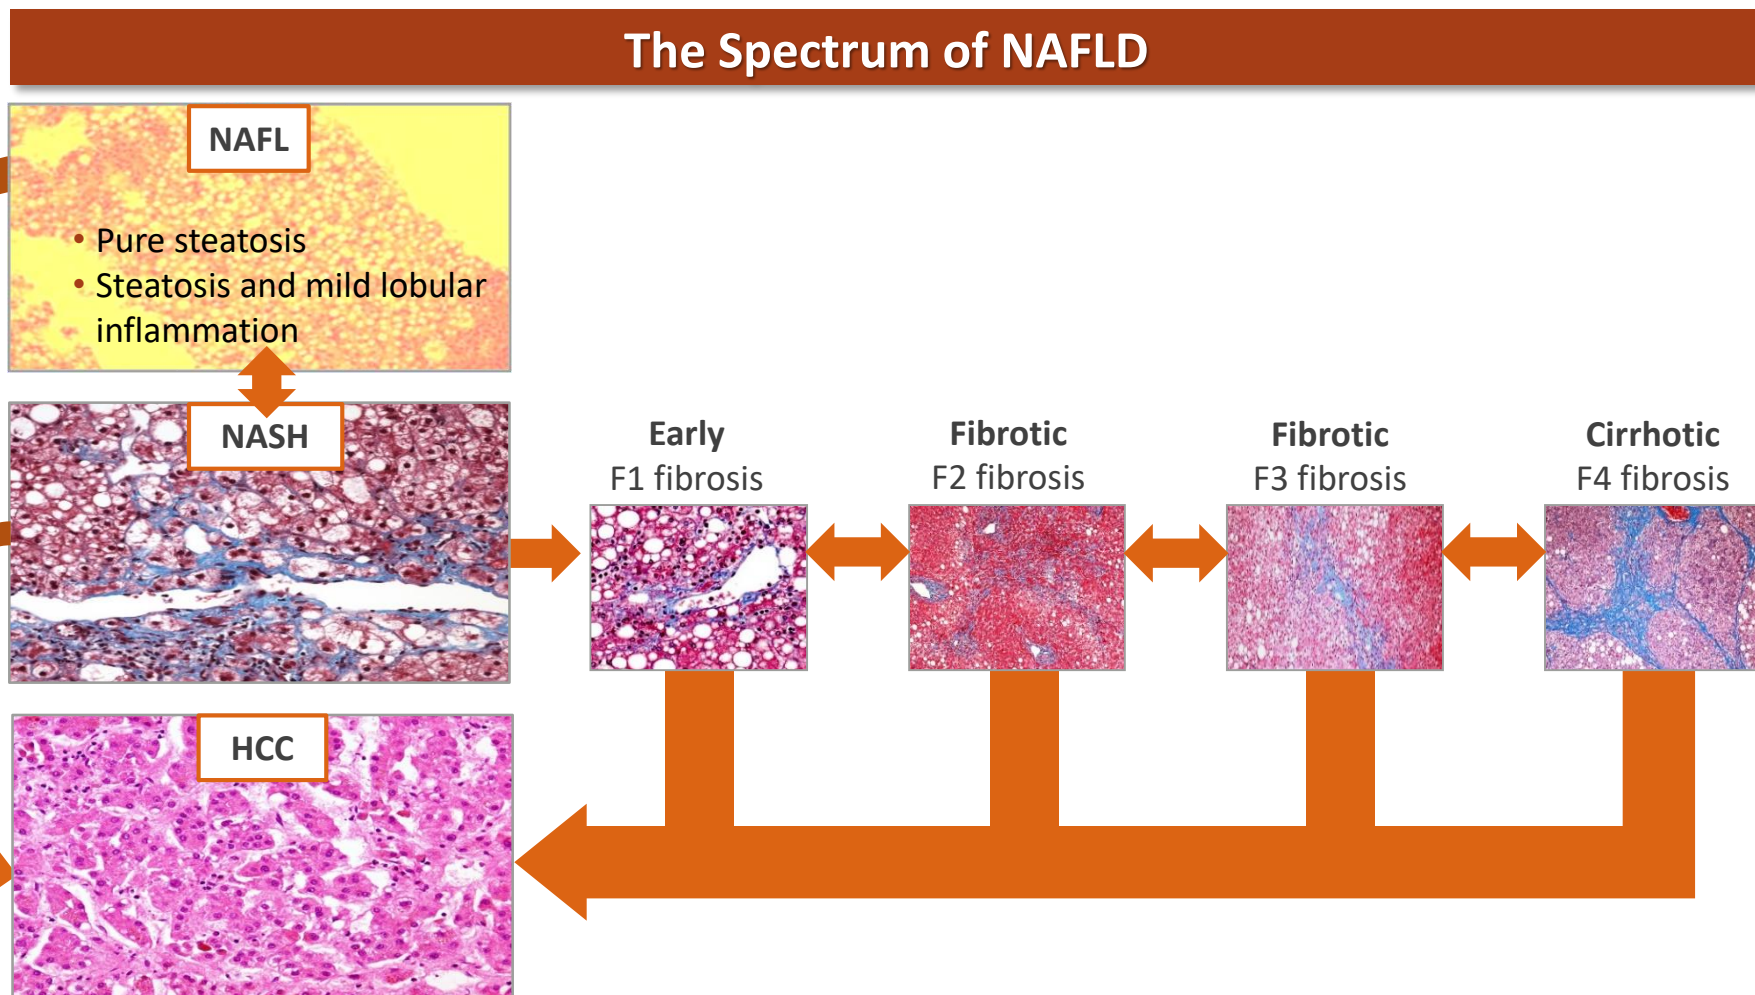 The Spectrum of NAFLD
NAFL
• Pure steatosis
• Steatosis and mild lobular
inflammation
NASH
Early
F1 fibrosis
Fibrotic
F2 fibrosis
Fibrotic
F3 fibrosis
Cirrhotic
F4 fibrosis
HCC